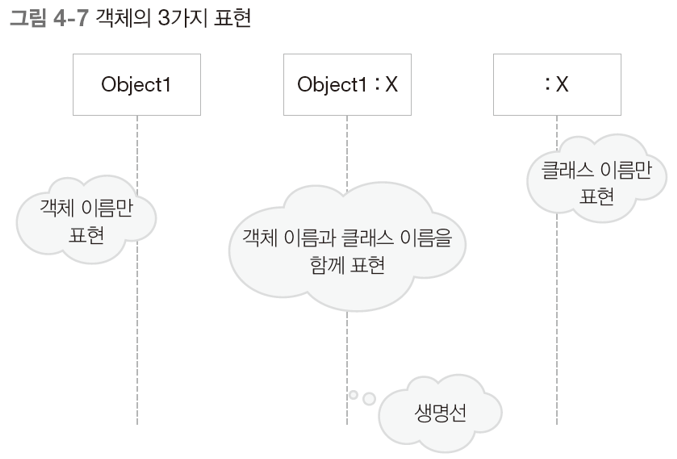 그림 4-7 객체의 3가지 표현
Object1
Object1 : X
: X
객체 이름만
표현
객체 이름과 클래스 이름을
함께 표현
클래스 이름만
표현
생명선